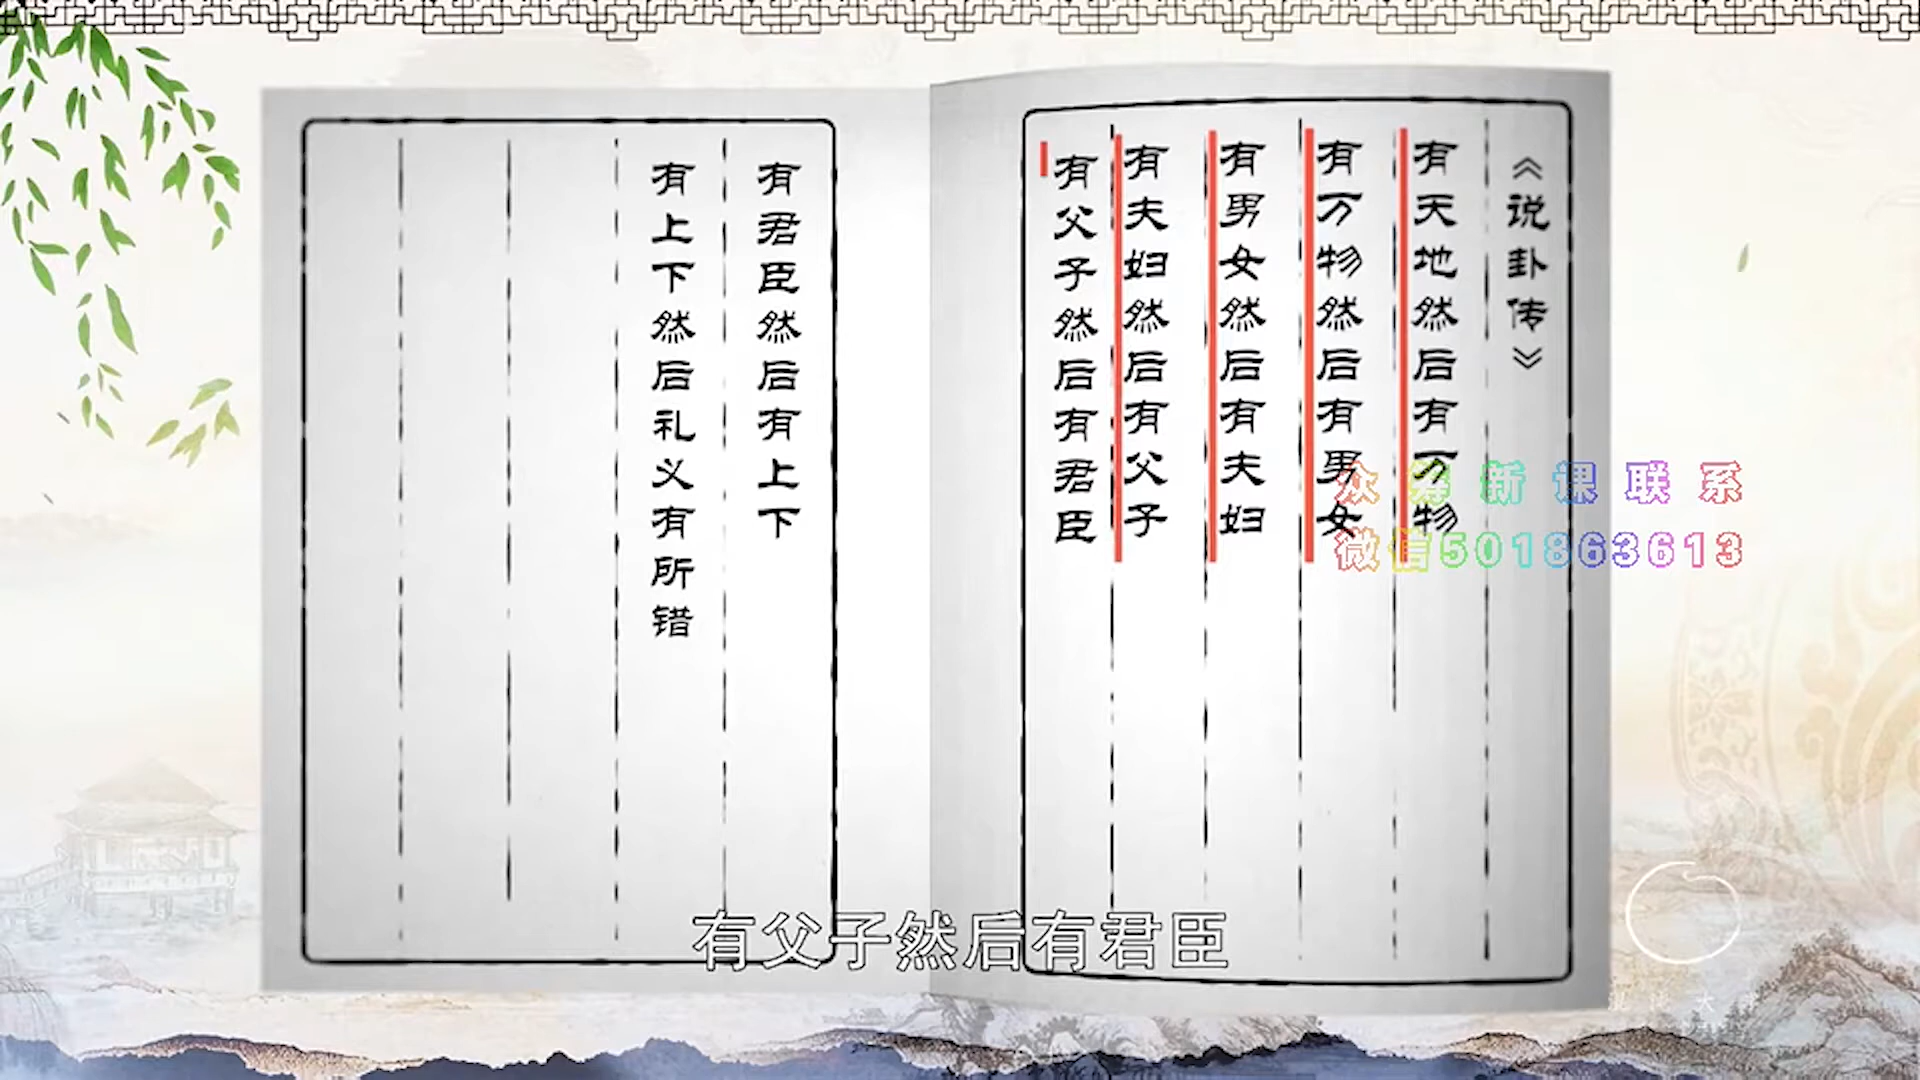 《说卦传》
有天地然后有万物
有万物然后有男女
有男女然后有夫妇
有夫妇然后有父子
有父子然后有君臣
有君臣然后有上下
有上下然后礼义有所错
众筹新课联系
微信501863613
有父子然后有君臣